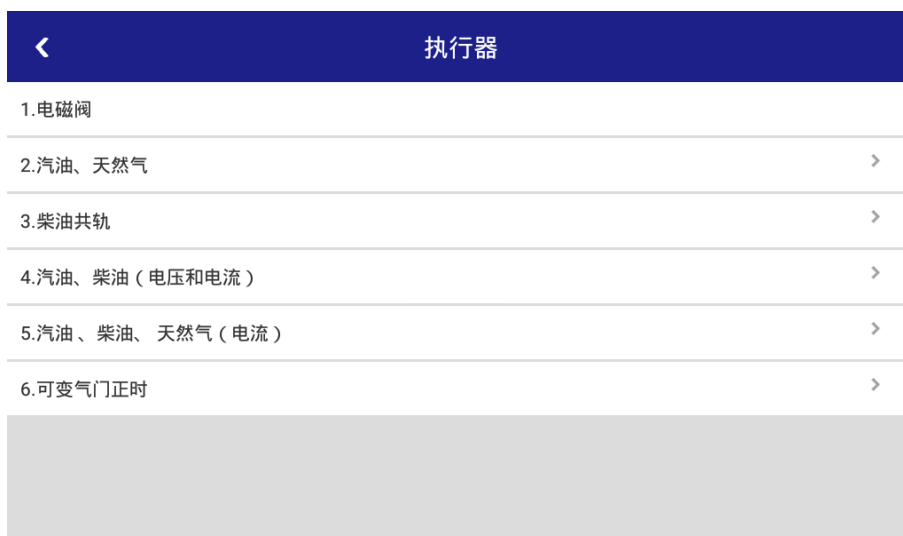 执行器
1.电磁阀
2.汽油、天然气
3.柴油共轨
4.汽油、柴油（电压和电流）
5.汽油 、柴油、 天然气（电流）
6.可变气门正时